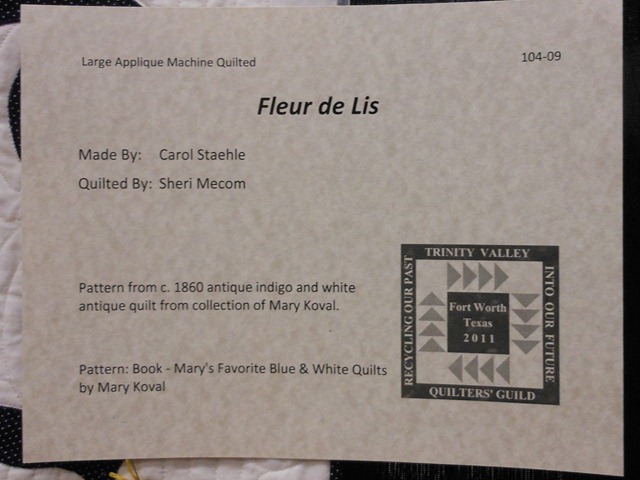 Large Applique Machine Quilted
104-09
Fleur de Lis
Made By: Carol Staehle
Quilted By: Sheri Mecom
Pattern from c. 1860 antique indigo and white
antique quilt from collection of Mary Koval.
Pattern: Book - Mary's Favorite Blue & White Quilts
by Mary Koval
TRINITY VALLEY
RECYCLING OUR PAST
INTO OUR FUTURE
Fort Worth
Texas
2011
QUILTERS' GUILD